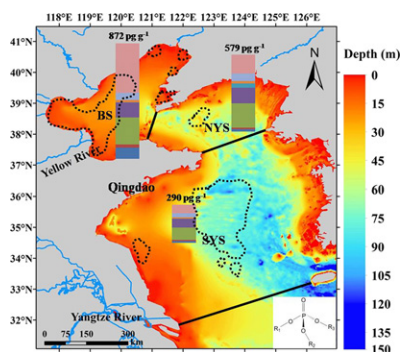 118°E 119°E 120°E 121°E 122°E 123°E 124°E 125°E 126°E
41°N
40°N
39°N
38°N
37°N
36°N
35°N
34°N
33°N
32°N
872 pg g⁻¹
579 pg g⁻¹
N
BS
NYS
Yellow River
Qingdao
290 pg g⁻¹
SYS
Yangtze River
0 75 150 300
KM
Depth (m)
0
15
30
45
60
75
90
105
120
135
150
O
P
R₁ O O R₃
O
R₂